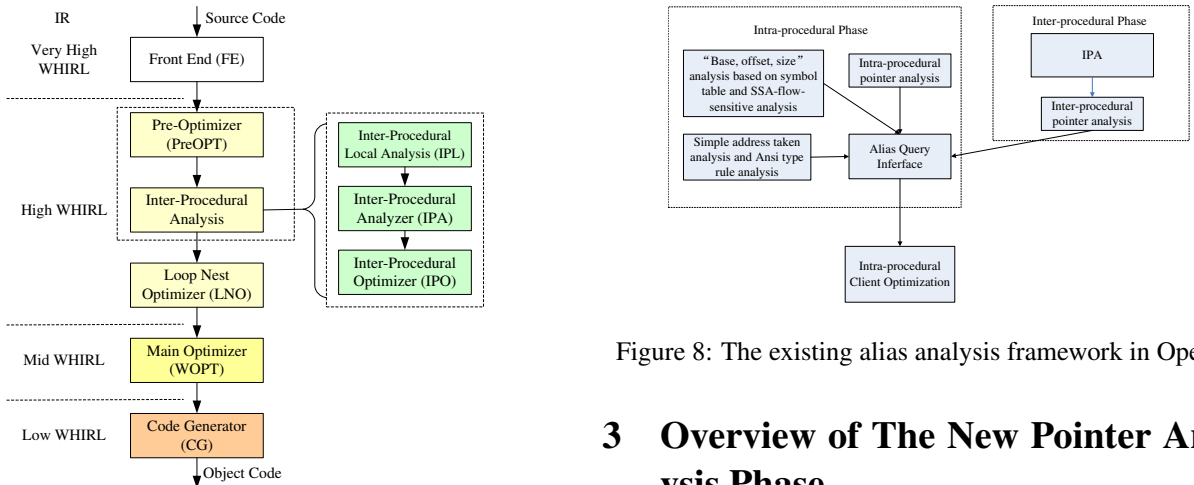 IR
Source Code
Very High
WHIRL
Front End (FE)
Pre-Optimizer
(PreOPT)
Inter-Procedural
Analysis
High WHIRL
Inter-Procedural
Local Analysis (IPL)
Inter-Procedural
Analyzer (IPA)
Inter-Procedural
Optimizer (IPO)
Loop Nest
Optimizer (LNO)
Mid WHIRL
Main Optimizer
(WOPT)
Low WHIRL
Code Generator
(CG)
Object Code
Intra-procedural Phase
“Base, offset, size”
analysis based on symbol
table and SSA-flow-
sensitive analysis
Intra-procedural
pointer analysis
Simple address taken
analysis and Ansi type
rule analysis
Alias Query
Inferface
Inter-procedural Phase
IPA
Inter-procedural
pointer analysis
Intra-procedural
Client Optimization
Figure 8: The existing alias analysis framework in Ope
3 Overview of The New Pointer A
ysis Phase